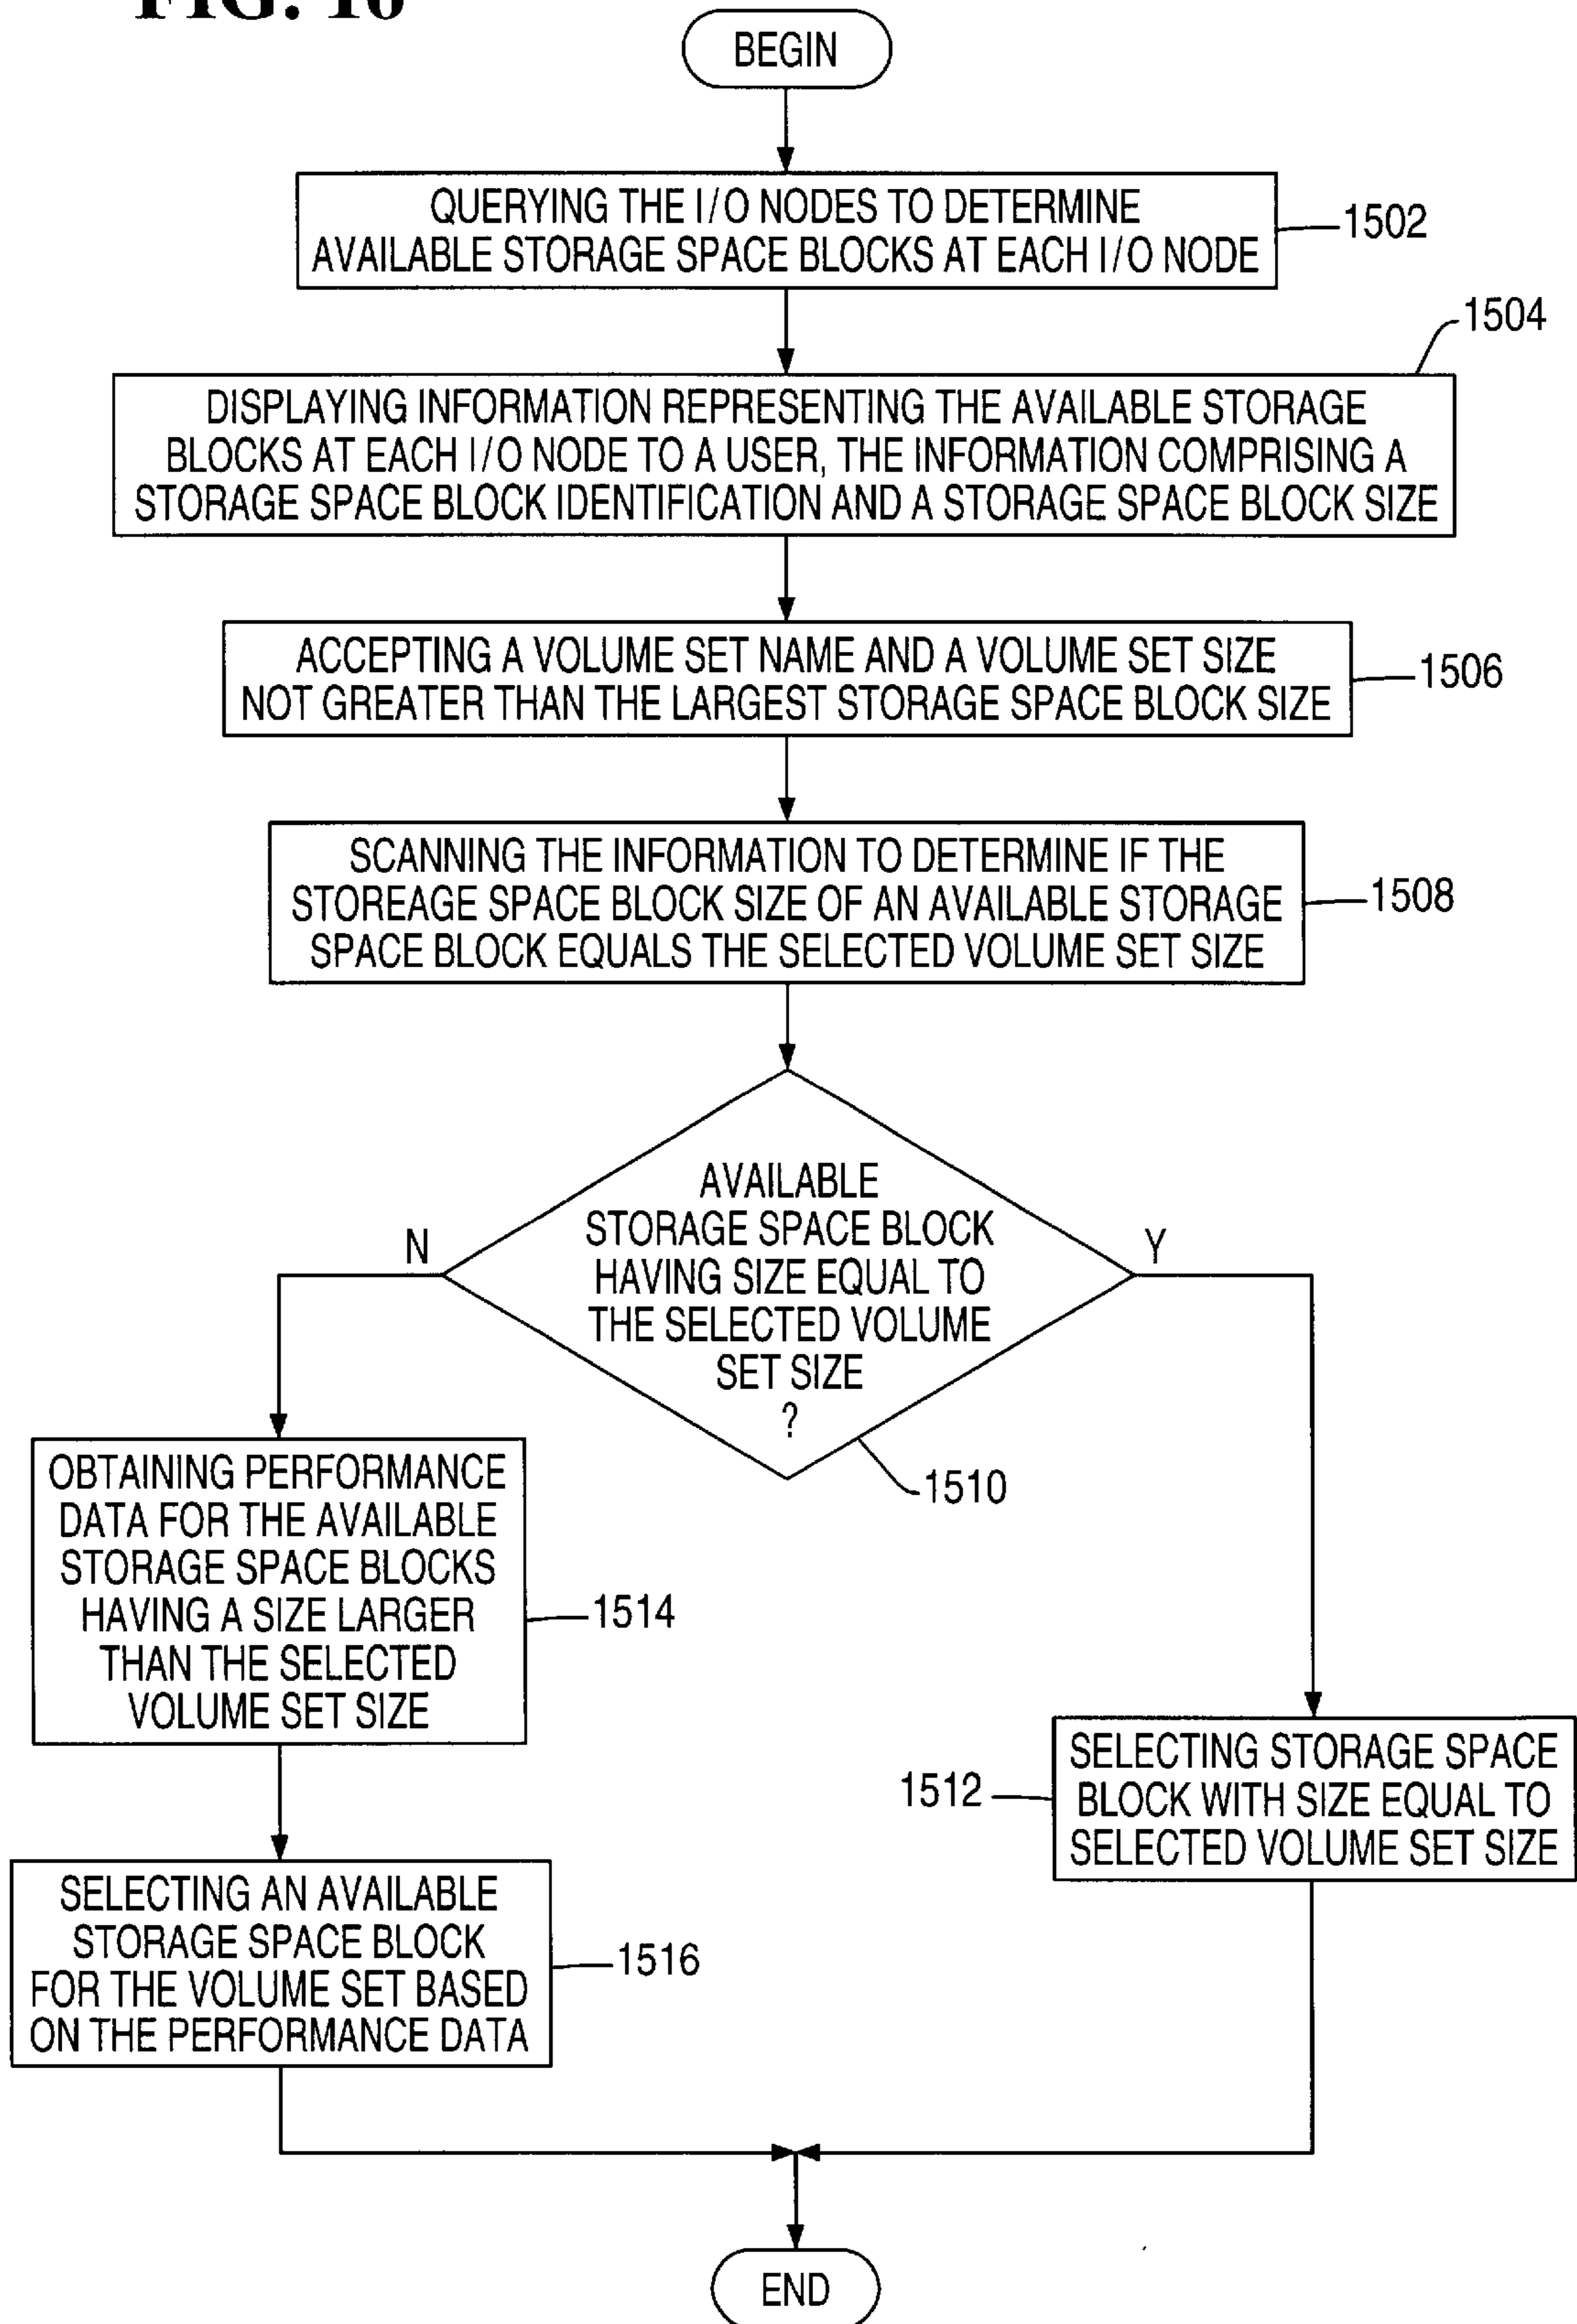 BEGIN
QUERYING THE I/O NODES TO DETERMINE
AVAILABLE STORAGE SPACE BLOCKS AT EACH I/O NODE
1502
1504
DISPLAYING INFORMATION REPRESENTING THE AVAILABLE STORAGE
BLOCKS AT EACH I/O NODE TO A USER, THE INFORMATION COMPRISING A
STORAGE SPACE BLOCK IDENTIFICATION AND A STORAGE SPACE BLOCK SIZE
ACCEPTING A VOLUME SET NAME AND A VOLUME SET SIZE
NOT GREATER THAN THE LARGEST STORAGE SPACE BLOCK SIZE
1506
SCANNING THE INFORMATION TO DETERMINE IF THE
STOREAGE SPACE BLOCK SIZE OF AN AVAILABLE STORAGE
SPACE BLOCK EQUALS THE SELECTED VOLUME SET SIZE
1508
AVAILABLE
STORAGE SPACE BLOCK
HAVING SIZE EQUAL TO
THE SELECTED VOLUME
SET SIZE
?
N
Y
1510
OBTAINING PERFORMANCE
DATA FOR THE AVAILABLE
STORAGE SPACE BLOCKS
HAVING A SIZE LARGER
THAN THE SELECTED
VOLUME SET SIZE
1514
SELECTING STORAGE SPACE
BLOCK WITH SIZE EQUAL TO
SELECTED VOLUME SET SIZE
1512
SELECTING AN AVAILABLE
STORAGE SPACE BLOCK
FOR THE VOLUME SET BASED
ON THE PERFORMANCE DATA
1516
END